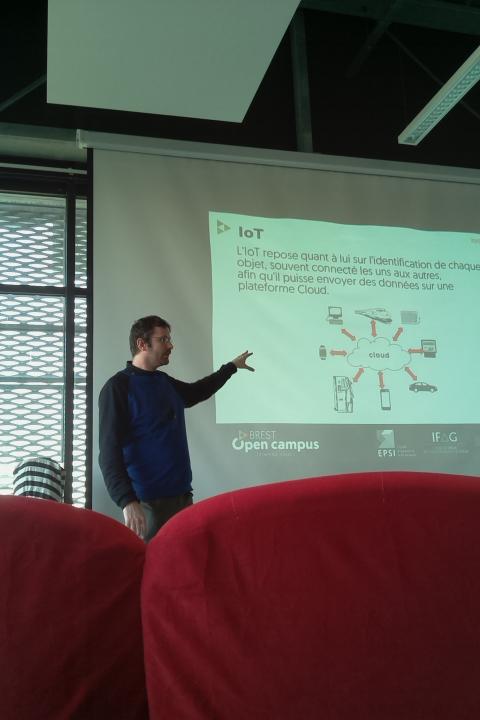 IoT
L'IoT repose quant à lui sur l'identification de chaque
objet, souvent connecté les uns aux autres,
afin qu'il puisse envoyer des données sur une
plateforme Cloud.
cloud
BREST
Open campus
EPSI
IFAG